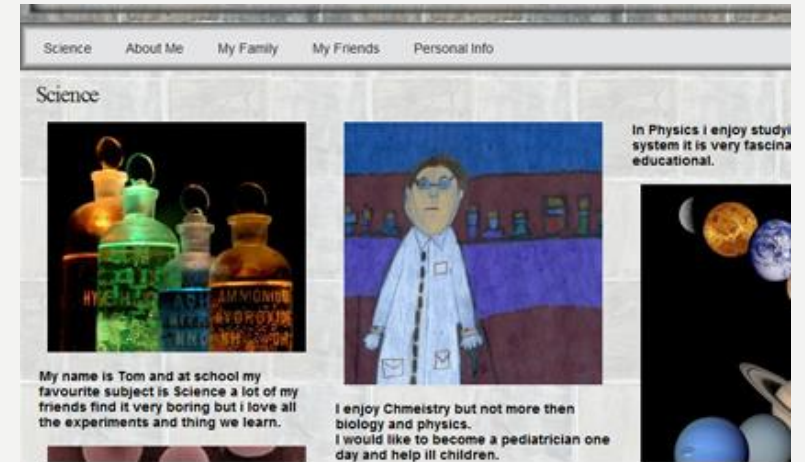 Science About Me My Family My Friends Personal Info
Science
My name is Tom and at school my
favourite subject is Science a lot of my
friends find it very boring but i love all
the experiments and thing we learn.
AMMONIUM
HYDROXID
I enjoy Chmeistry but not more then
biology and physics.
I would like to become a pediatrician one
day and help ill children.
In Physics i enjoy
system it is very
educational.